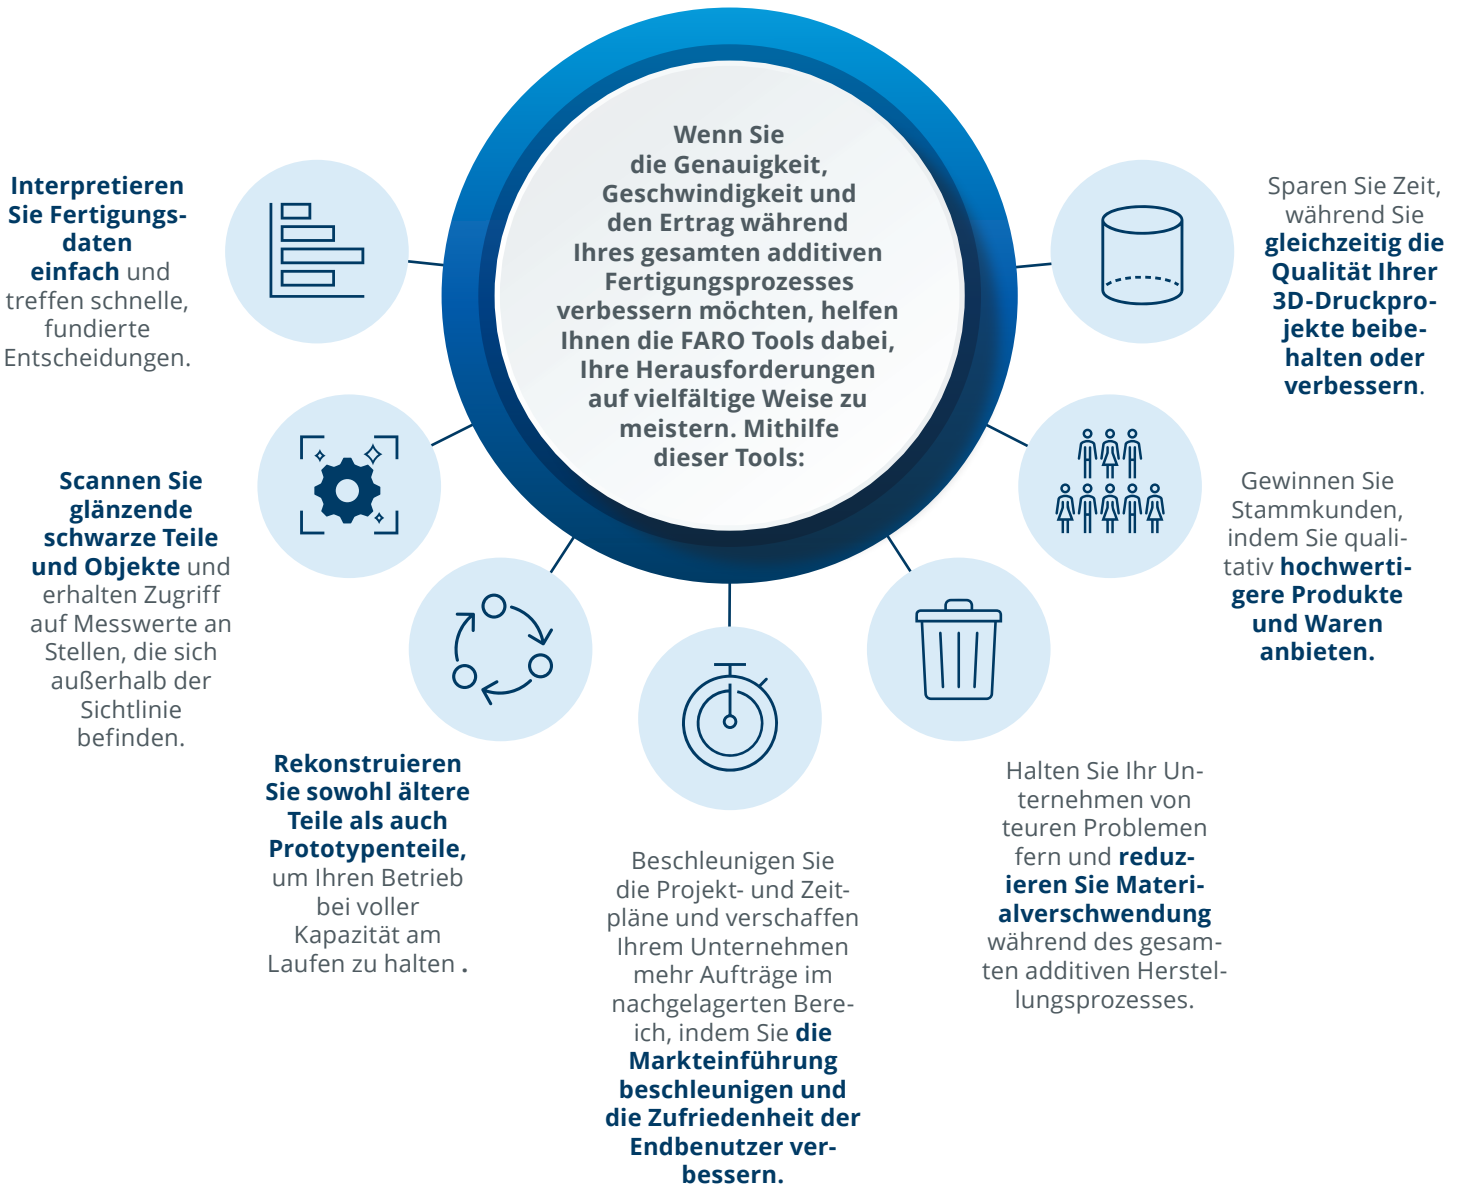 Wenn Sie
die Genauigkeit,
Geschwindigkeit und
den Ertrag während
Ihres gesamten additiven
Fertigungsprozesses
verbessern möchten, helfen
Ihnen die FARO Tools dabei,
Ihre Herausforderungen
auf vielfältige Weise zu
meistern. Mithilfe
dieser Tools:
Interpretieren
Sie Fertigungs-
daten
einfach und
treffen schnelle,
fundierte
Entscheidungen.
Scannen Sie
glänzende
schwarze Teile
und Objekte und
erhalten Zugriff
auf Messwerte an
Stellen, die sich
außerhalb der
Sichtlinie
befinden.
Rekonstruieren
Sie sowohl ältere
Teile als auch
Prototypenteile,
um Ihren Betrieb
bei voller
Kapazität am
Laufen zu halten .
Beschleunigen Sie
die Projekt- und Zeit-
pläne und verschaffen
Ihrem Unternehmen
mehr Aufträge im
nachgelagerten Bere-
ich, indem Sie die
Markteinführung
beschleunigen und
die Zufriedenheit der
Endbenutzer ver-
bessern.
Halten Sie Ihr Un-
ternehmen von
teuren Problemen
fern und reduz-
ieren Sie Materi-
alverschwendung
während des gesam-
ten additiven Herstel-
lungsprozesses.
Gewinnen Sie
Stammkunden,
indem Sie quali-
tativ hochwerti-
gere Produkte
und Waren
anbieten.
Sparen Sie Zeit,
während Sie
gleichzeitig die
Qualität Ihrer
3D-Druckpro-
jekte beibe-
halten oder
verbessern.